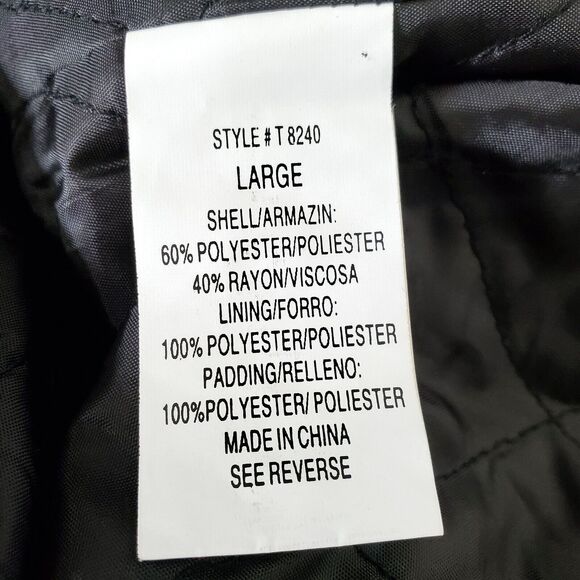 STYLE # T 8240
LARGE
SHELL/ARMAZIN:
60% POLYESTER/POLIESTER
40% RAYON/VISCOSA
LINING/FORRO:
100% POLYESTER/POLIESTER
PADDING/RELLENO:
100%POLYESTER/ POLIESTER
MADE IN CHINA
SEE REVERSE